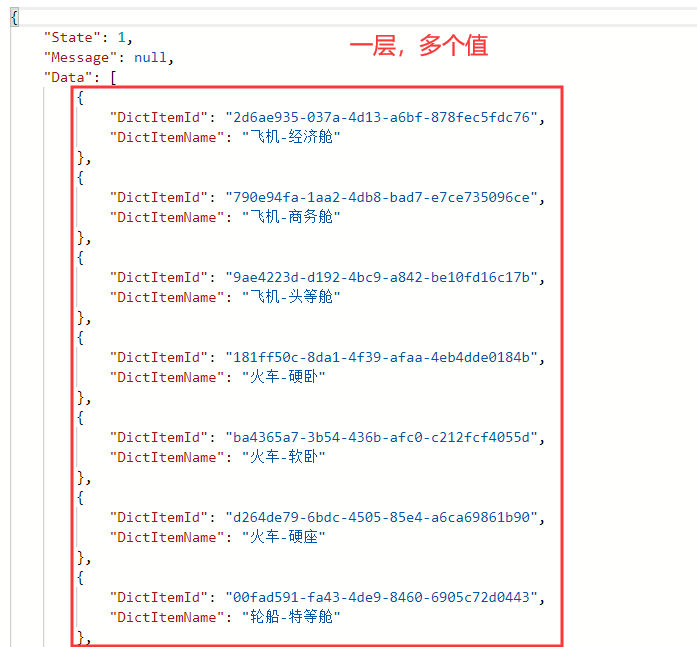 {
"State": 1,
一层，多个值
"Message": null,
"Data": [
{
"DictItemId": "2d6ae935-037a-4d13-a6bf-878fec5fdc76",
"DictItemName": "飞机-经济舱"
},
{
"DictItemId": "790e94fa-1aa2-4db8-bad7-e7ce735096ce",
"DictItemName": "飞机-商务舱"
},
{
"DictItemId": "9ae4223d-d192-4bc9-a842-be10fd16c17b",
"DictItemName": "飞机-头等舱"
},
{
"DictItemId": "181ff50c-8da1-4f39-afaa-4eb4dde0184b",
"DictItemName": "火车-硬卧"
},
{
"DictItemId": "ba4365a7-3b54-436b-afc0-c212fcf4055d",
"DictItemName": "火车-软卧"
},
{
"DictItemId": "d264de79-6bdc-4505-85e4-a6ca69861b90",
"DictItemName": "火车-硬座"
},
{
"DictItemId": "00fad591-fa43-4de9-8460-6905c72d0443",
"DictItemName": "轮船-特等舱"
},